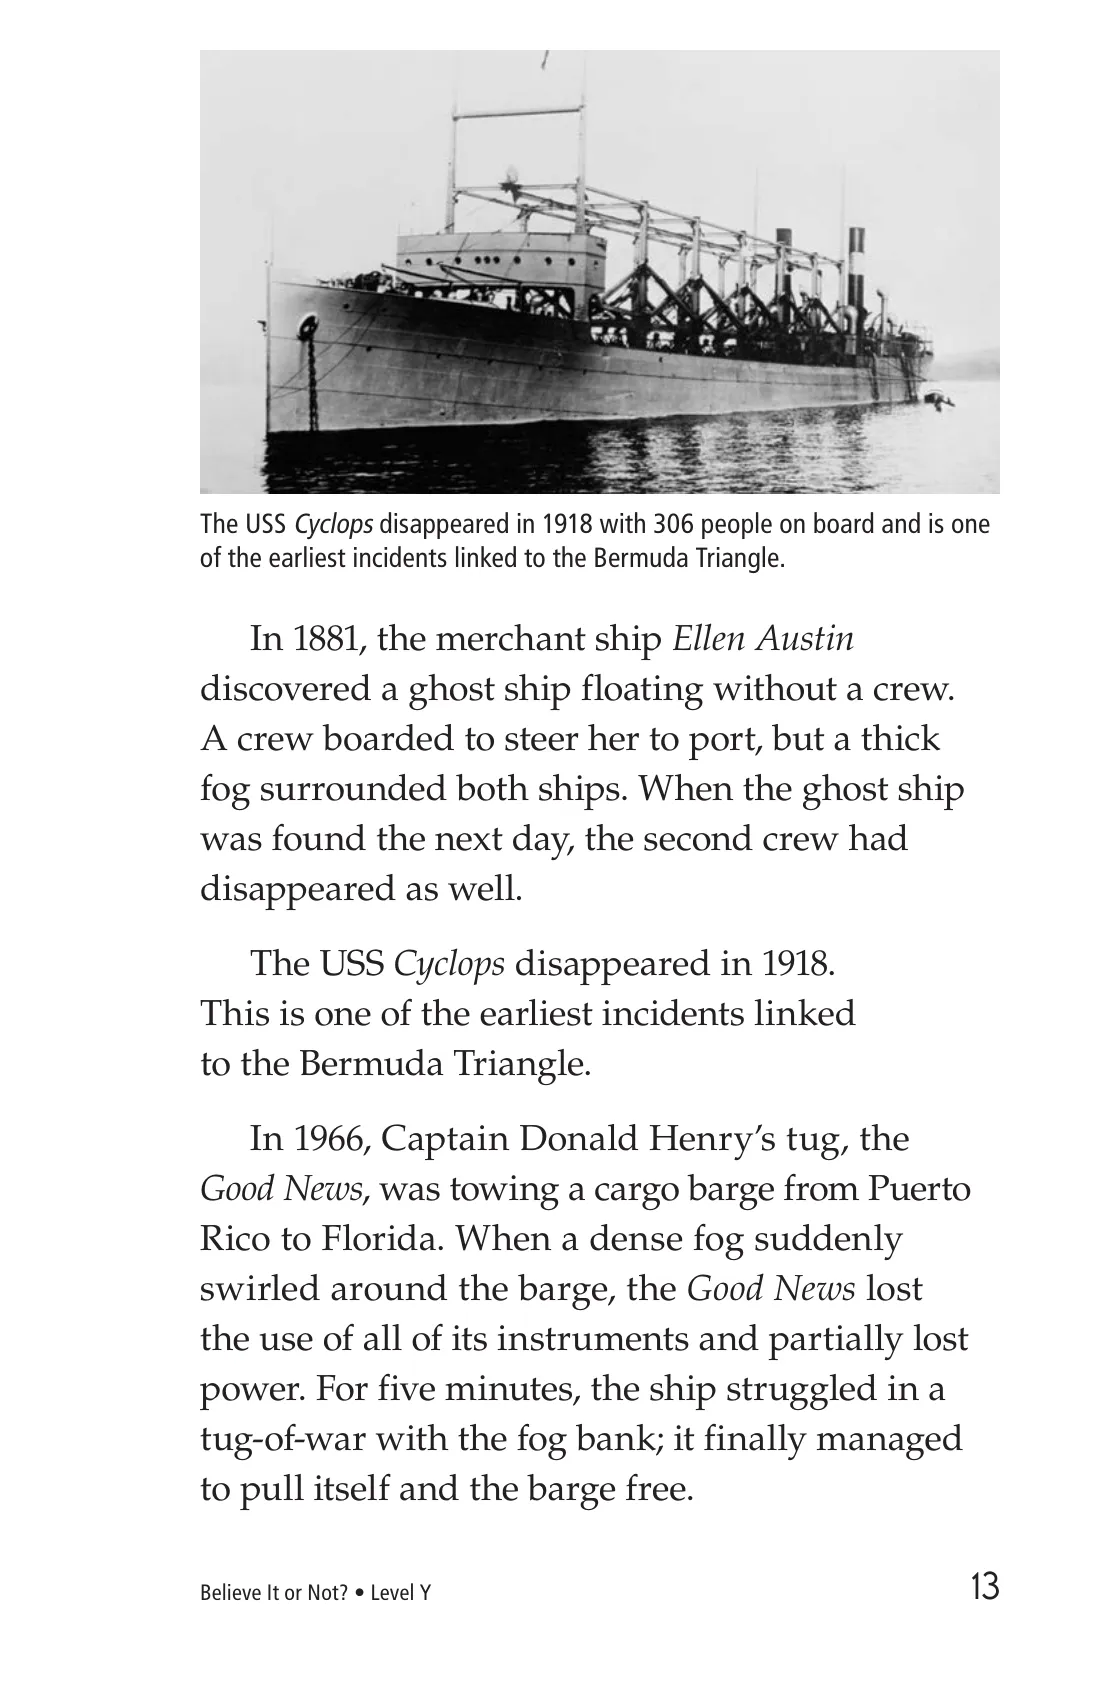 The USS Cyclops disappeared in 1918 with 306 people on board and is one
of the earliest incidents linked to the Bermuda Triangle.
In 1881, the merchant ship Ellen Austin
discovered a ghost ship floating without a crew.
A crew boarded to steer her to port, but a thick
fog surrounded both ships. When the ghost ship
was found the next day, the second crew had
disappeared as well.
The USS Cyclops disappeared in 1918.
This is one of the earliest incidents linked
to the Bermuda Triangle.
In 1966, Captain Donald Henry’s tug, the
Good News, was towing a cargo barge from Puerto
Rico to Florida. When a dense fog suddenly
swirled around the barge, the Good News lost
the use of all of its instruments and partially lost
power. For five minutes, the ship struggled in a
tug-of-war with the fog bank; it finally managed
to pull itself and the barge free.
Believe It or Not? • Level Y
13